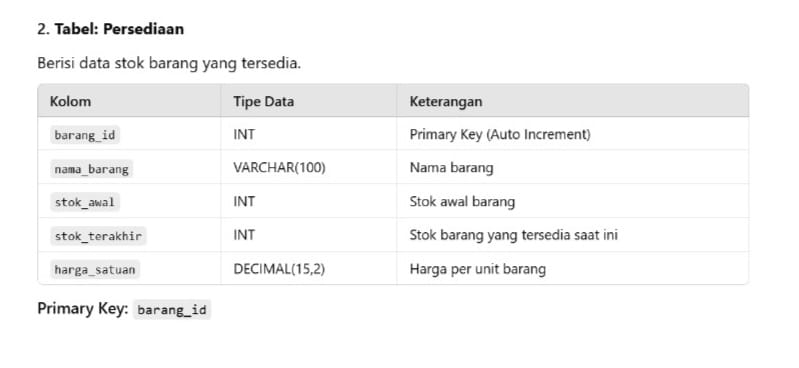 2. Tabel: Persediaan
Berisi data stok barang yang tersedia.
Kolom Tipe Data Keterangan
barang_id INT Primary Key (Auto Increment)
nama_barang VARCHAR(100) Nama barang
stok_awal INT Stok awal barang
stok_terakhir INT Stok barang yang tersedia saat ini
harga_satuan DECIMAL(15,2) Harga per unit barang
Primary Key: barang_id